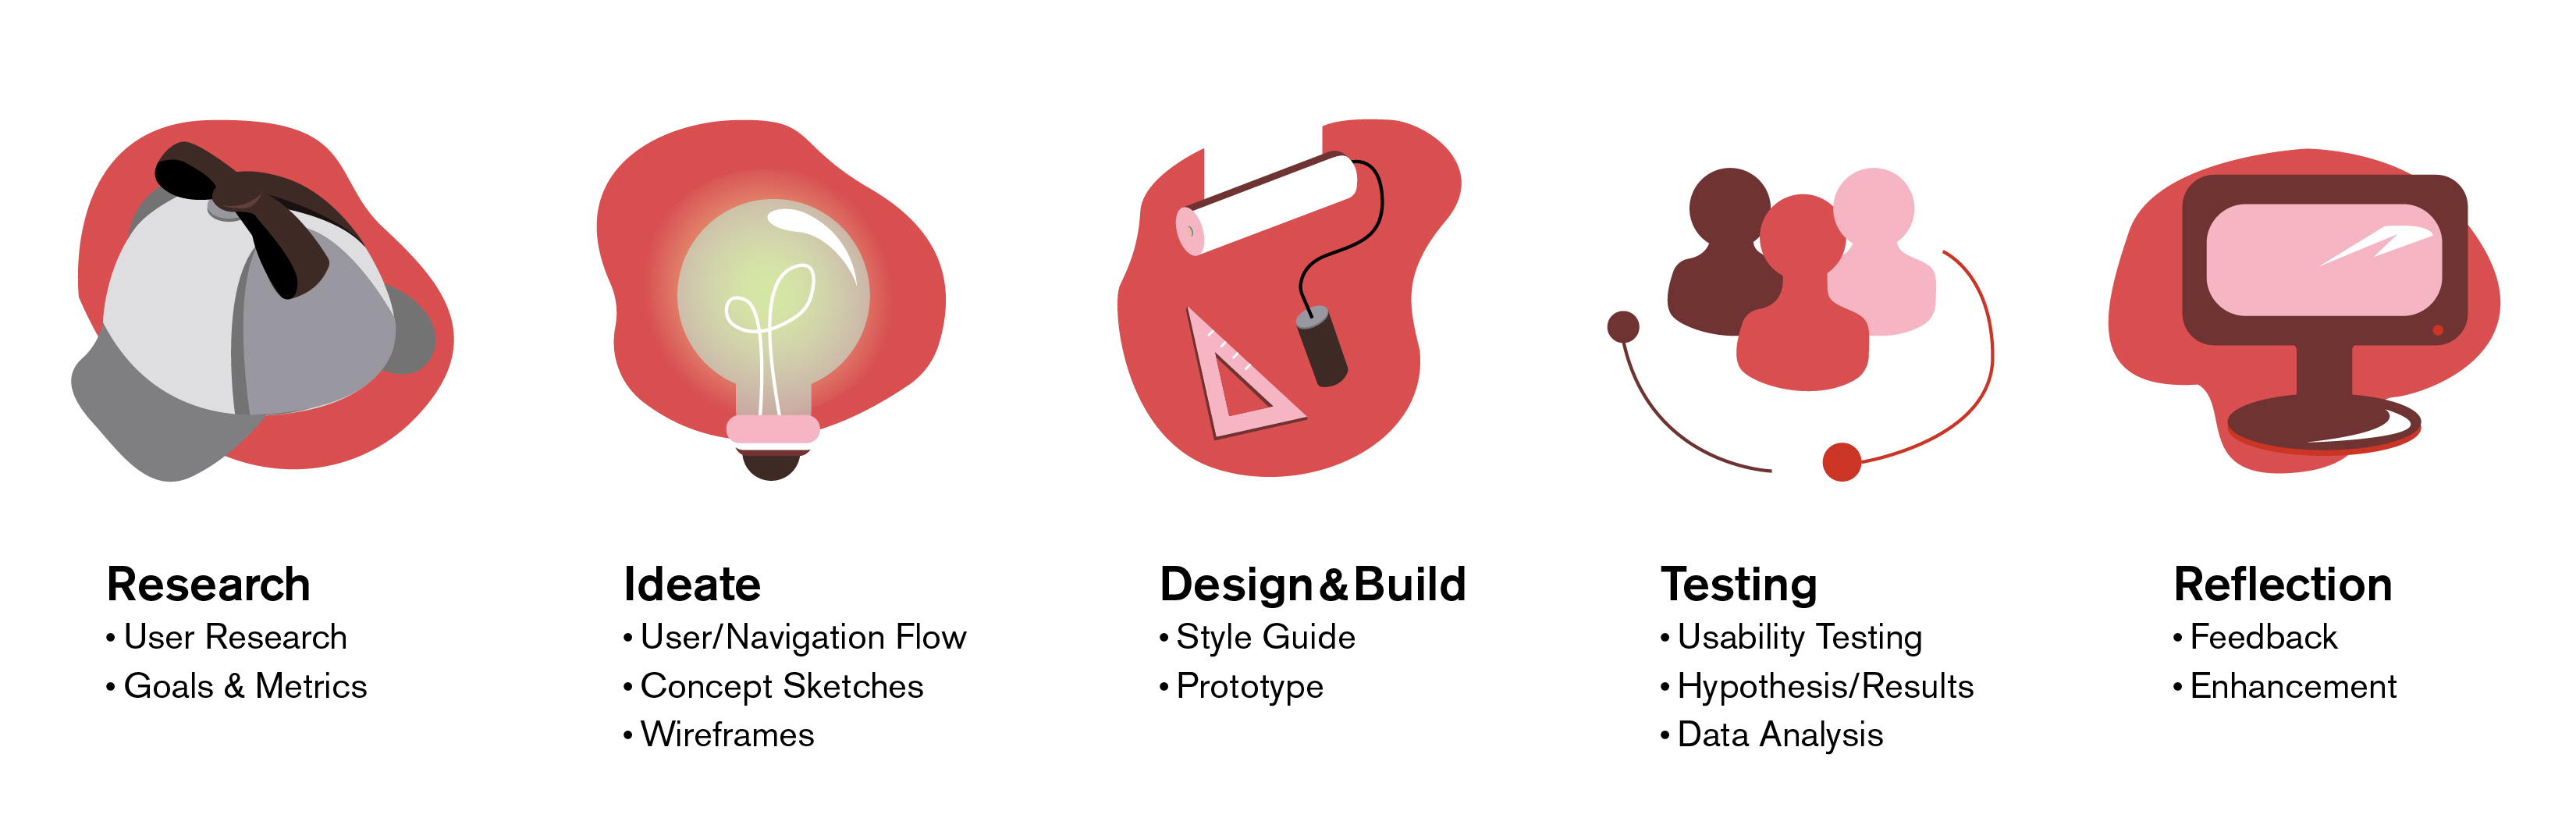 Research
• User Research
• Goals & Metrics
Ideate
• User/Navigation Flow
• Concept Sketches
• Wireframes
Design & Build
• Style Guide
• Prototype
Testing
• Usability Testing
• Hypothesis/Results
• Data Analysis
Reflection
• Feedback
• Enhancement